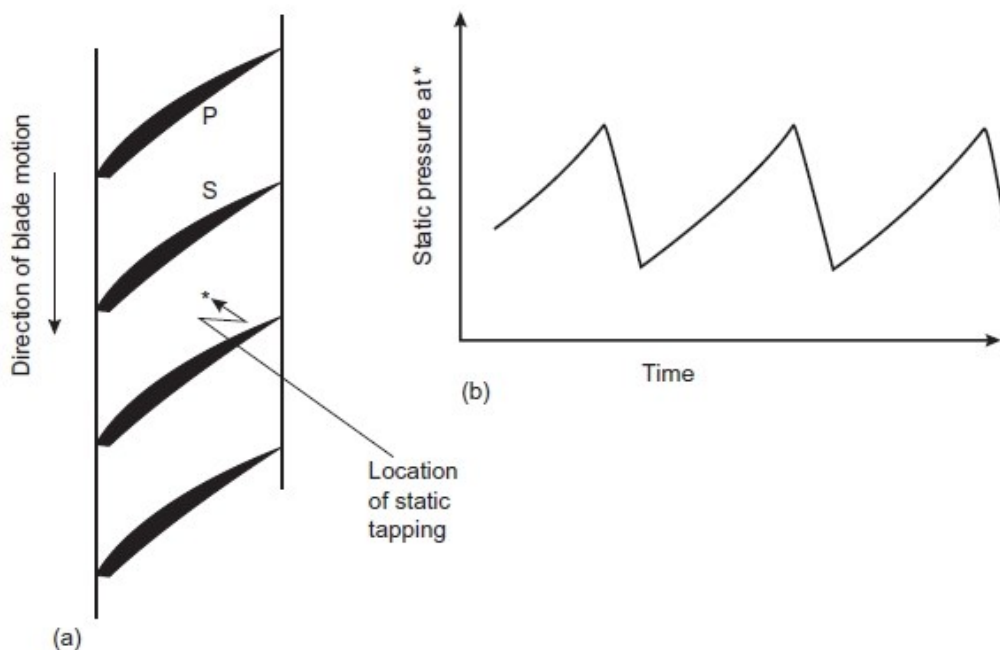 Direction of blade motion
P
S
*
Location
of static
tapping
(a)
Static pressure at *
Time
(b)